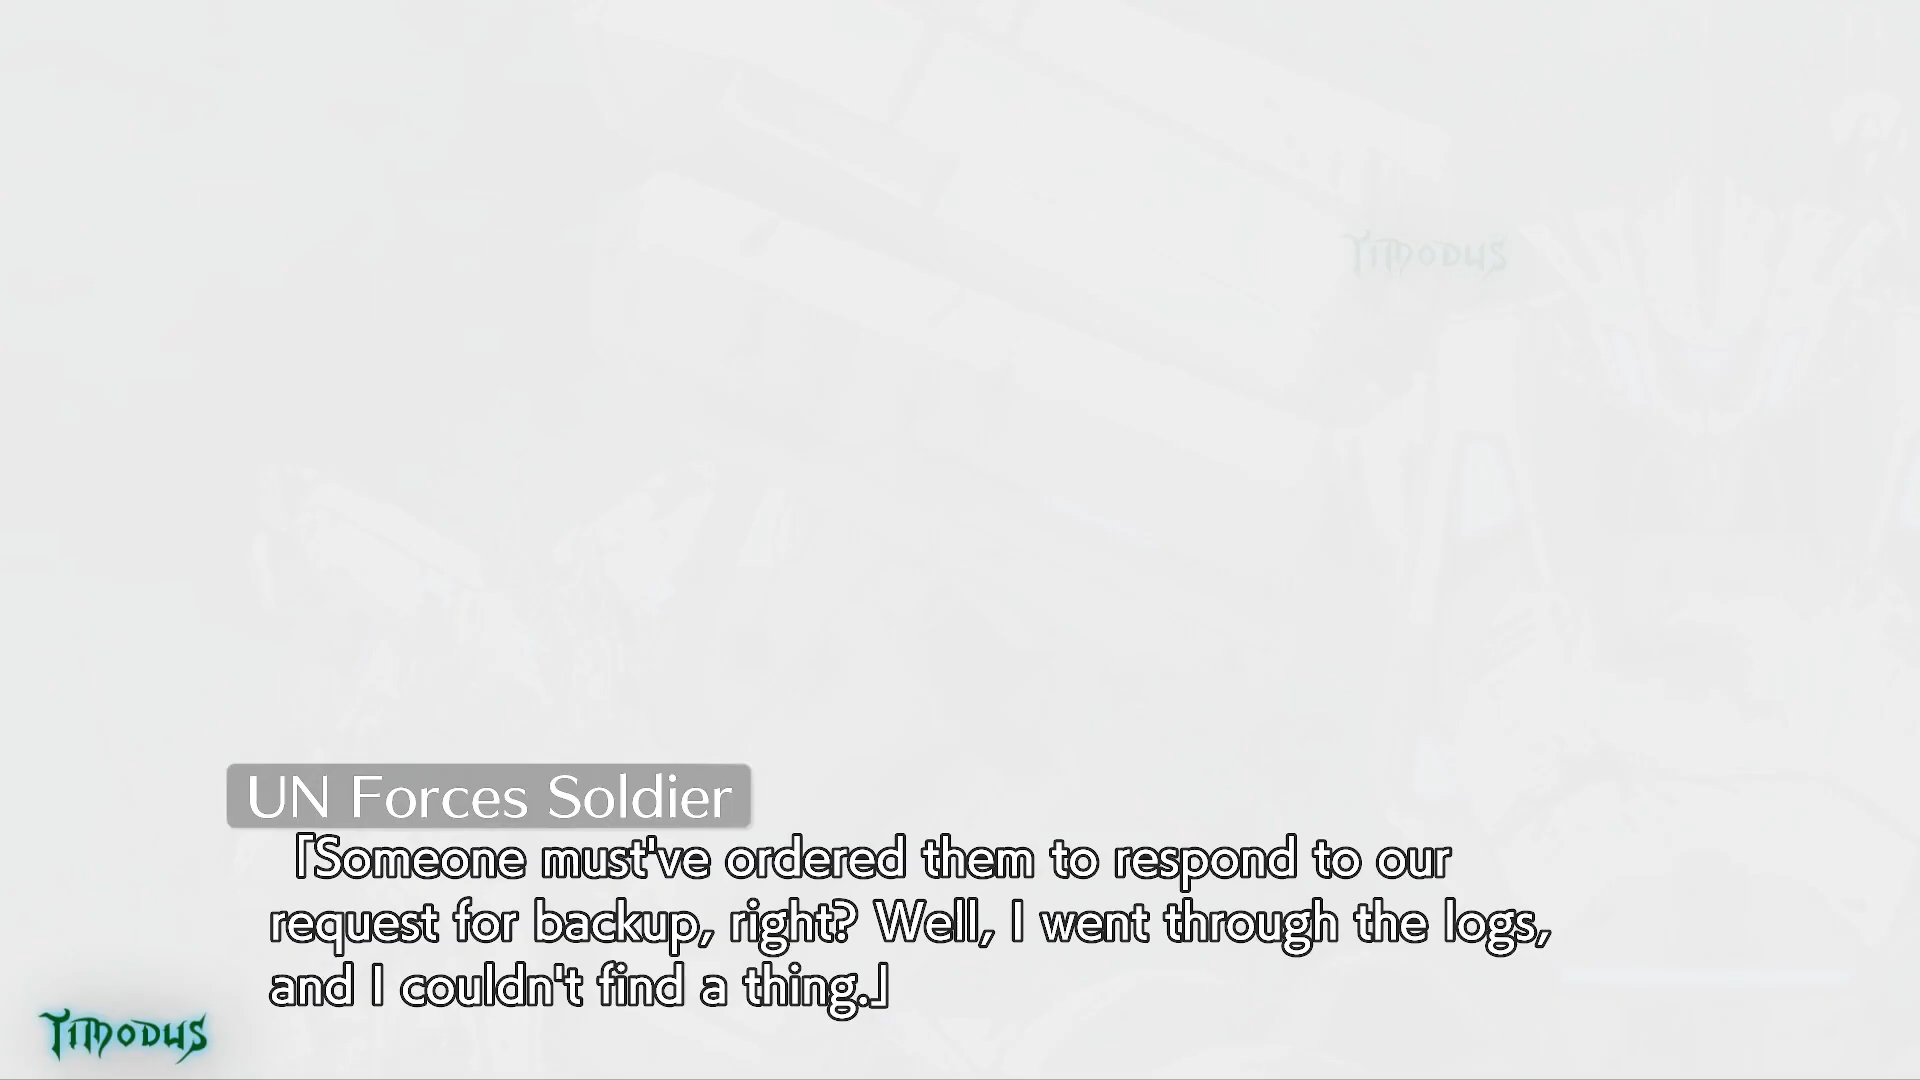 TIMODUS
UN Forces Soldier
「Someone must've ordered them to respond to our
request for backup, right? Well, I went through the logs,
and I couldn't find a thing.」
TIMODUS